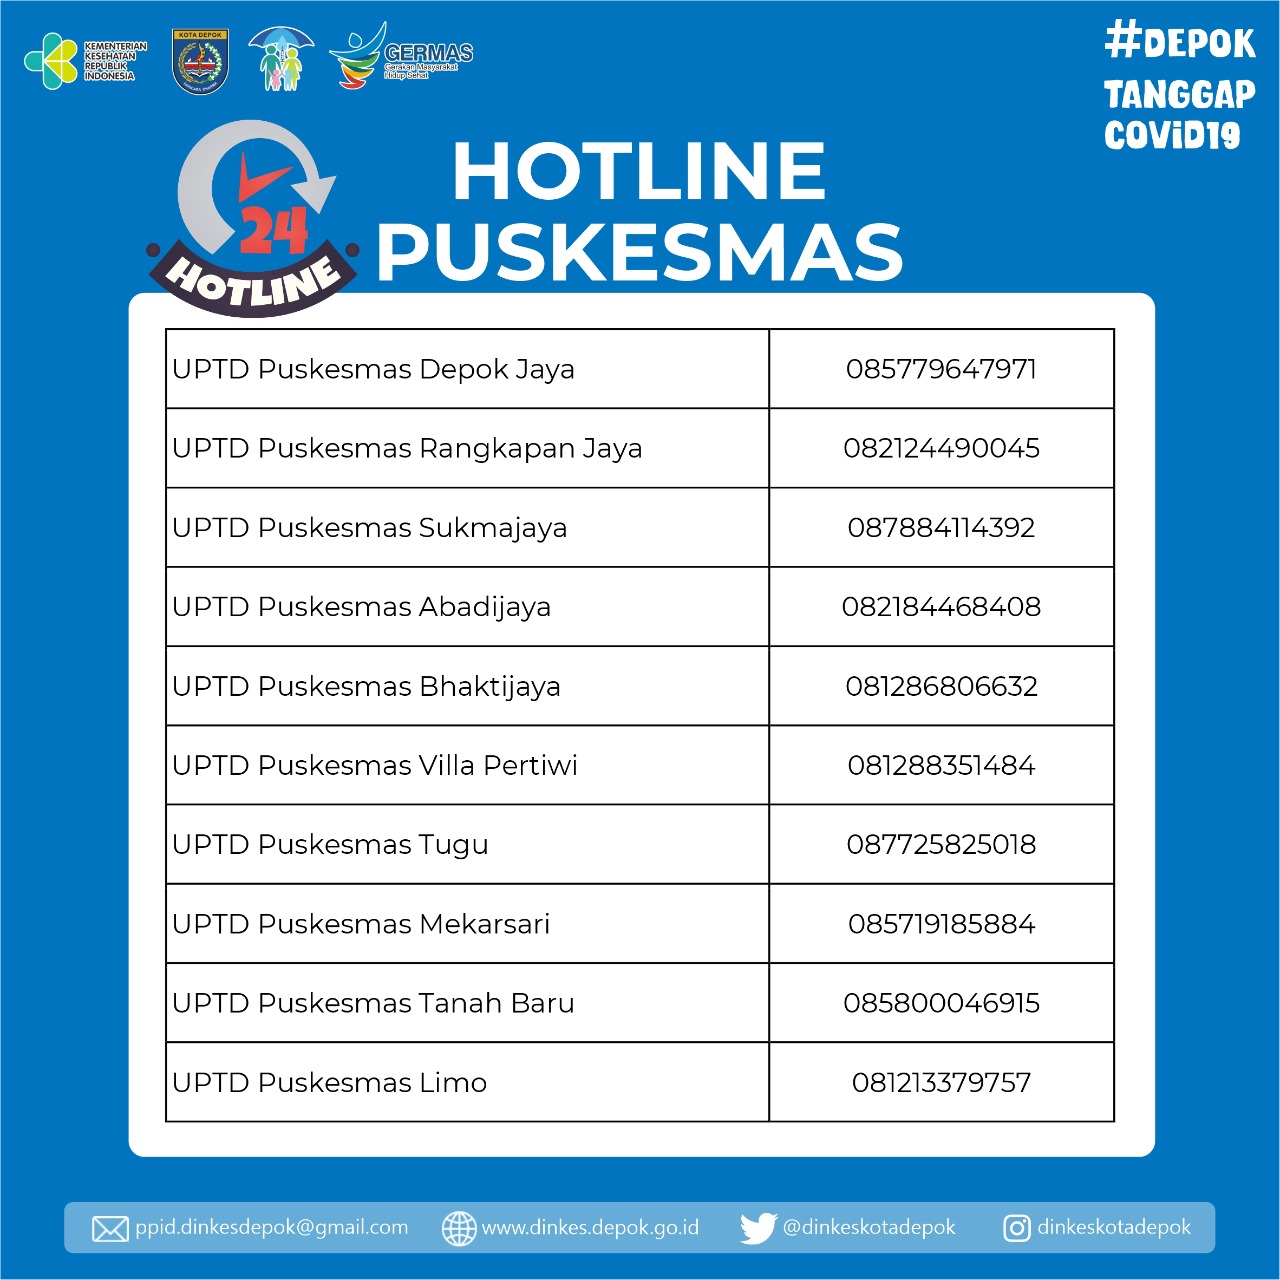 KEMENTERIAN
KESEHATAN
REPUBLIK
INDONESIA
KOTA DEPOK
GERMAS
Gerakan Masyarakat
Hidup Sehat
#DEPOK
TANGGAP
COViD19
24
HOTLINE
HOTLINE
PUSKESMAS
UPTD Puskesmas Depok Jaya 085779647971
UPTD Puskesmas Rangkapan Jaya 082124490045
UPTD Puskesmas Sukmajaya 087884114392
UPTD Puskesmas Abadijaya 082184468408
UPTD Puskesmas Bhaktijaya 081286806632
UPTD Puskesmas Villa Pertiwi 081288351484
UPTD Puskesmas Tugu 087725825018
UPTD Puskesmas Mekarsari 085719185884
UPTD Puskesmas Tanah Baru 085800046915
UPTD Puskesmas Limo 081213379757
ppid.dinkesdepok@gmail.com www.dinkes.depok.go.id @dinkeskotadepok dinkeskotadepok